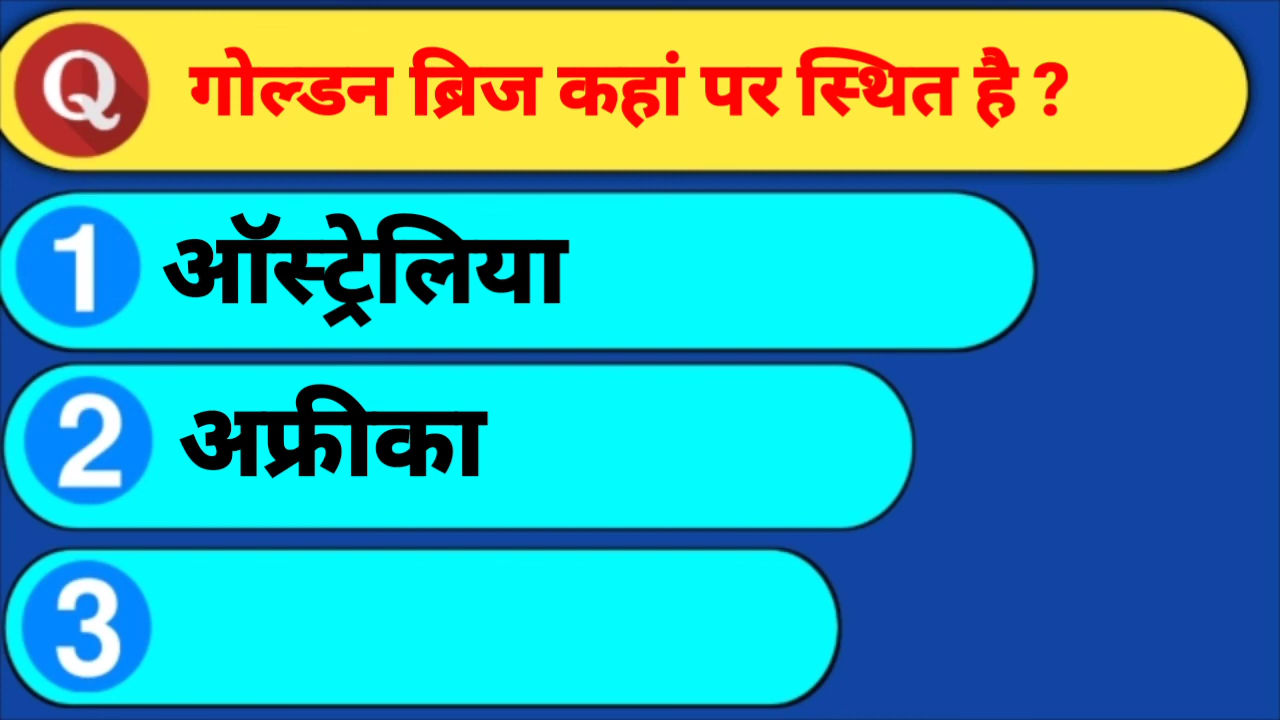 Q गोल्डन ब्रिज कहां पर स्थित है ?
1 ऑस्ट्रेलिया
2 अफ्रीका
3